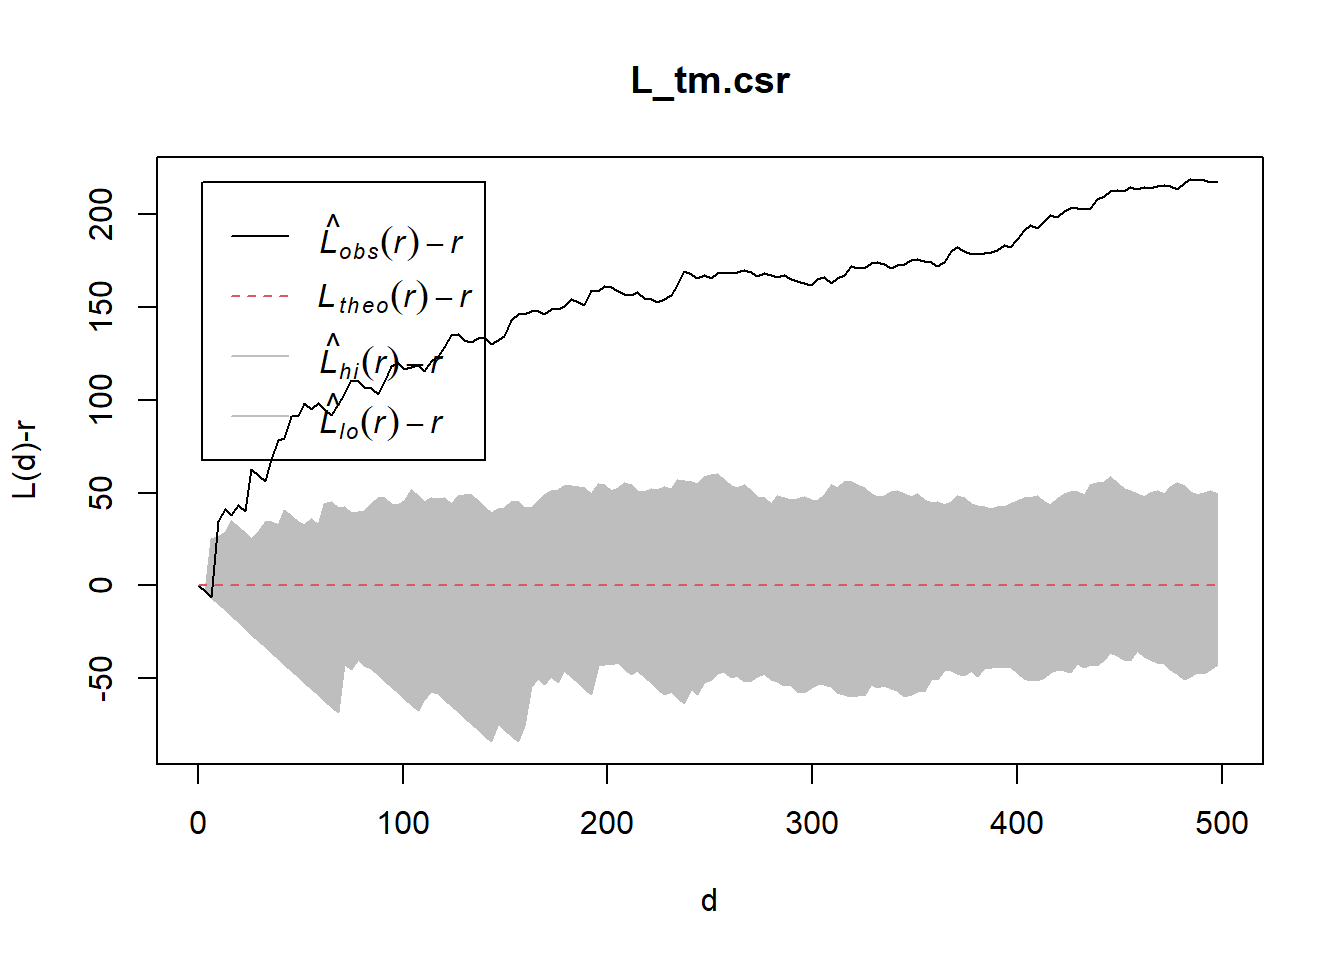 L_tm.csr
L̂obs(r) – r
Ltheo(r) – r
L̂hi(r) – r
L̂lo(r) – r
L(d)-r
200
150
100
50
0
-50
0 100 200 300 400 500
d